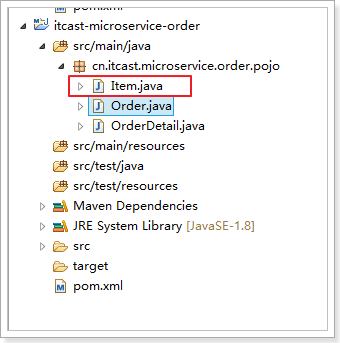 itcast-microservice-order
src/main/java
cn.itcast.microservice.order.pojo
Item.java
Order.java
OrderDetail.java
src/main/resources
src/test/java
src/test/resources
Maven Dependencies
JRE System Library [JavaSE-1.8]
src
target
pom.xml